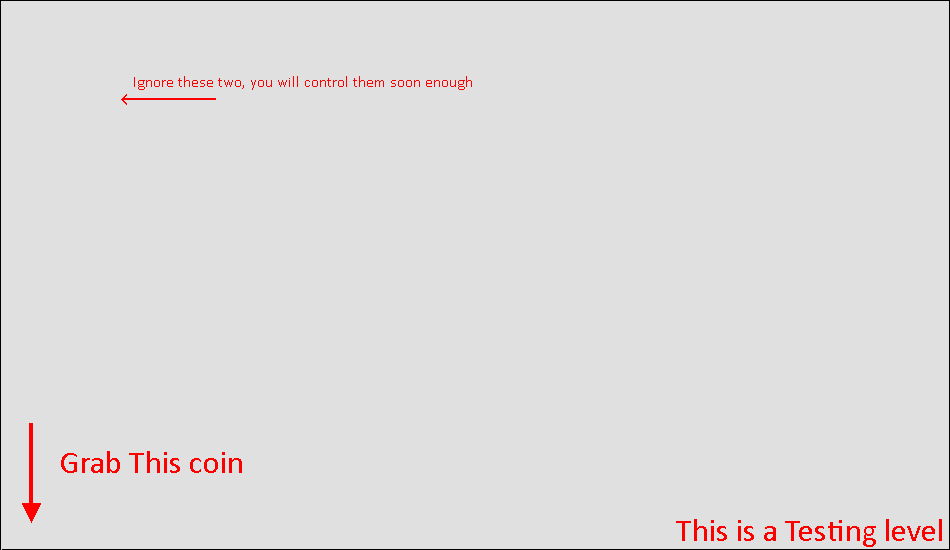 Ignore these two, you will control them soon enough
Grab This coin
This is a Testing level